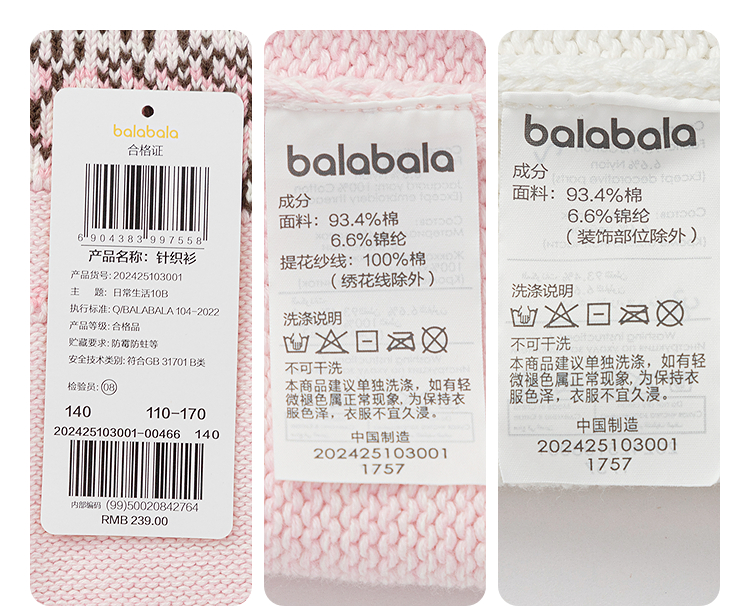 balabala
合格证
6 904383 997558
产品名称：针织衫
产品货号：202425103001
主　题：日常生活10B
执行标准：Q/BALABALA 104-2022
产品等级：合格品
贮藏要求：防霉防蛀等
安全技术类别：符合GB 31701 B类
检验员：08
140 110-170
202425103001-00466 140
内部编码 (99)50020842764
RMB 239.00
balabala
成分
面料：93.4%棉
6.6%锦纶
提花纱线：100%棉
（绣花线除外）
洗涤说明
不可干洗
本商品建议单独洗涤，如有轻
微褪色属正常现象，为保持衣
服色泽，衣服不宜久浸。
中国制造
202425103001
1757
balabala
成分
面料：93.4%棉
6.6%锦纶
（装饰部位除外）
洗涤说明
不可干洗
本商品建议单独洗涤，如有轻
微褪色属正常现象，为保持衣
服色泽，衣服不宜久浸。
中国制造
202425103001
1757